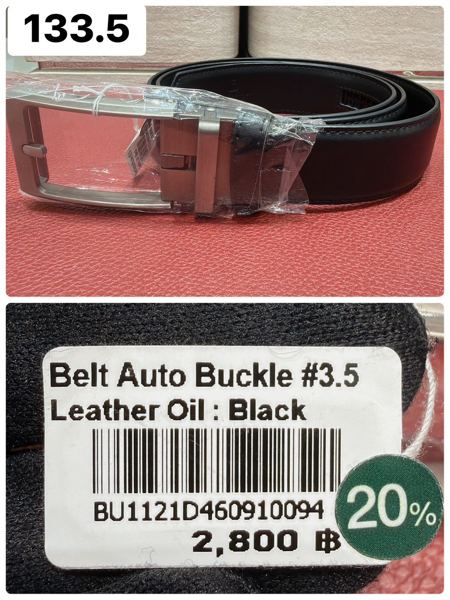 133.5
Belt Auto Buckle #3.5
Leather Oil : Black
BU1121D460910094
20%
2,800 ฿